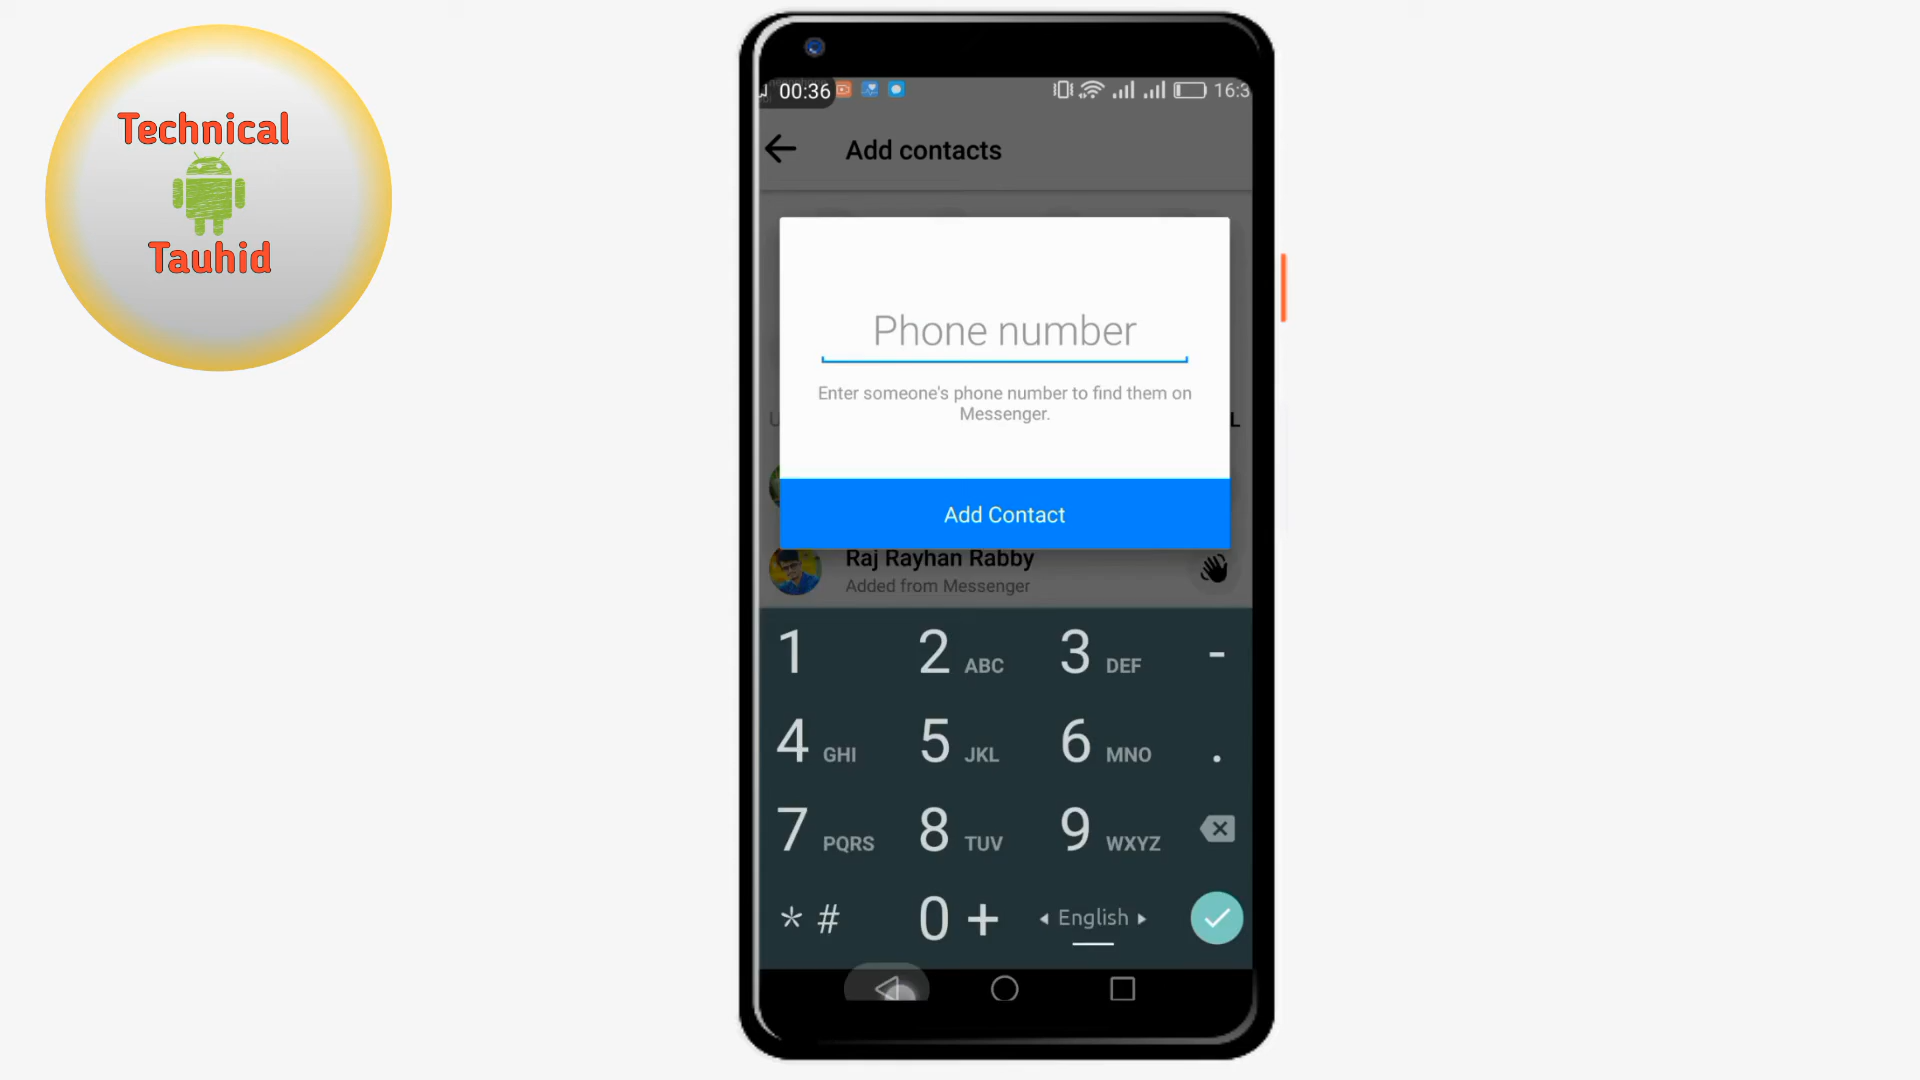 Technical
Tauhid
00:36
16:3
Add contacts
Phone number
Enter someone's phone number to find them on
Messenger.
U
L
Add Contact
Raj Rayhan Rabby
Added from Messenger
1 2 ABC 3 DEF -
4 GHI 5 JKL 6 MNO .
7 PQRS 8 TUV 9 WXYZ
* # 0 + English